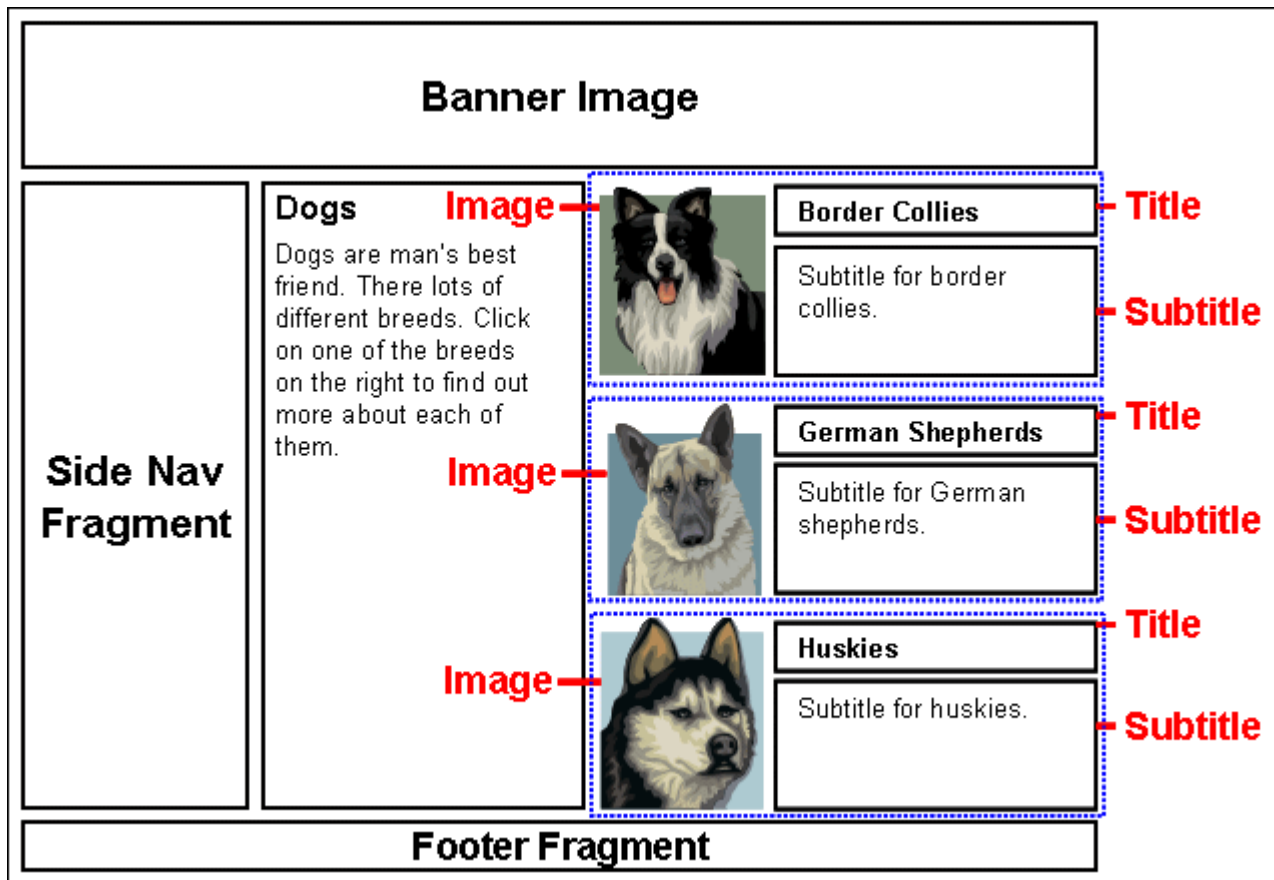 Banner Image
Side Nav
Fragment
Dogs
Dogs are man's best
friend. There lots of
different breeds. Click
on one of the breeds
on the right to find out
more about each of
them.
Image
Border Collies
Title
Subtitle for border
collies.
Subtitle
Image
German Shepherds
Title
Subtitle for German
shepherds.
Subtitle
Image
Huskies
Title
Subtitle for huskies.
Subtitle
Footer Fragment